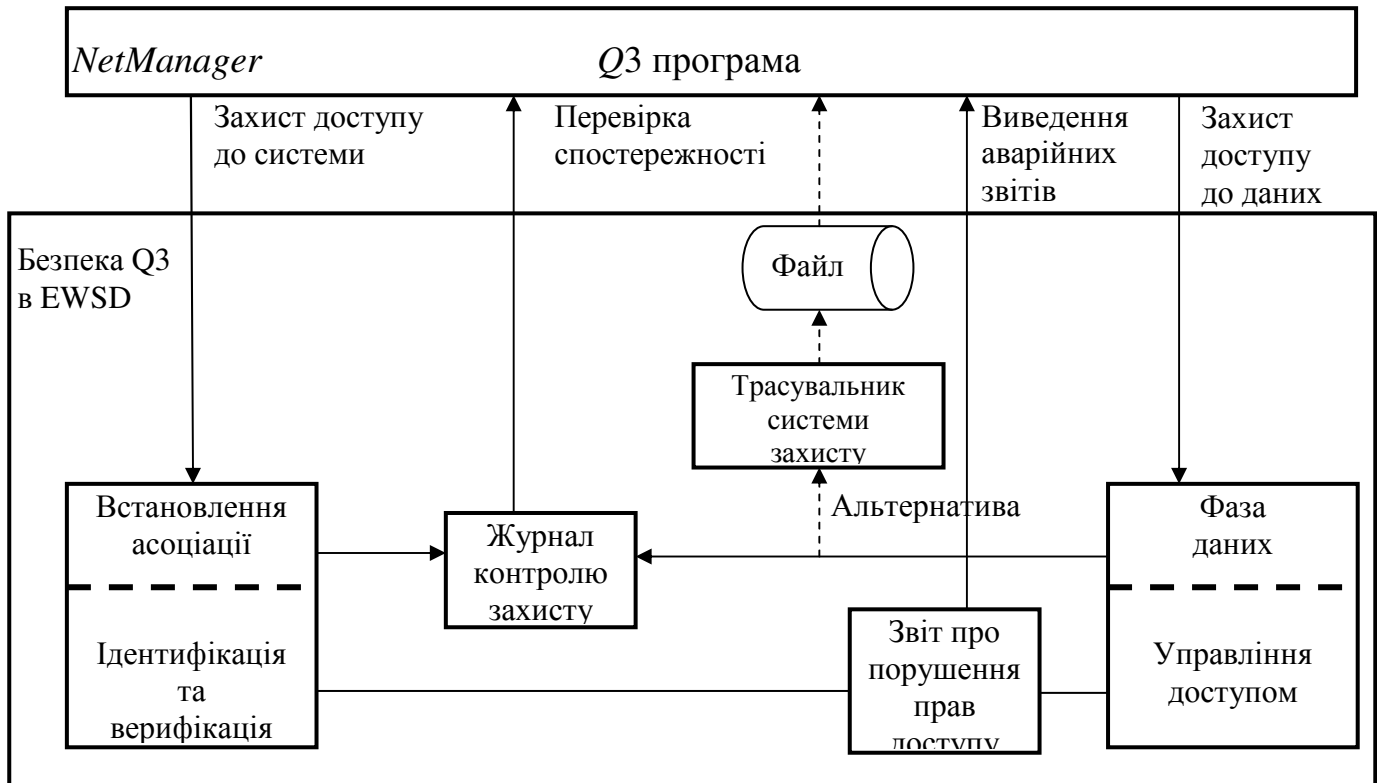 NetManager Q3 програма
Захист доступу
до системи
Перевірка
спостережності
Виведення
аварійних
звітів
Захист
доступу
до даних
Безпека Q3
в EWSD
Файл
Трасувальник
системи
захисту
Альтернатива
Встановлення
асоціації
Ідентифікація
та
верифікація
Журнал
контролю
захисту
Звіт про
порушення
прав
доступу
Фаза
даних
Управління
доступом